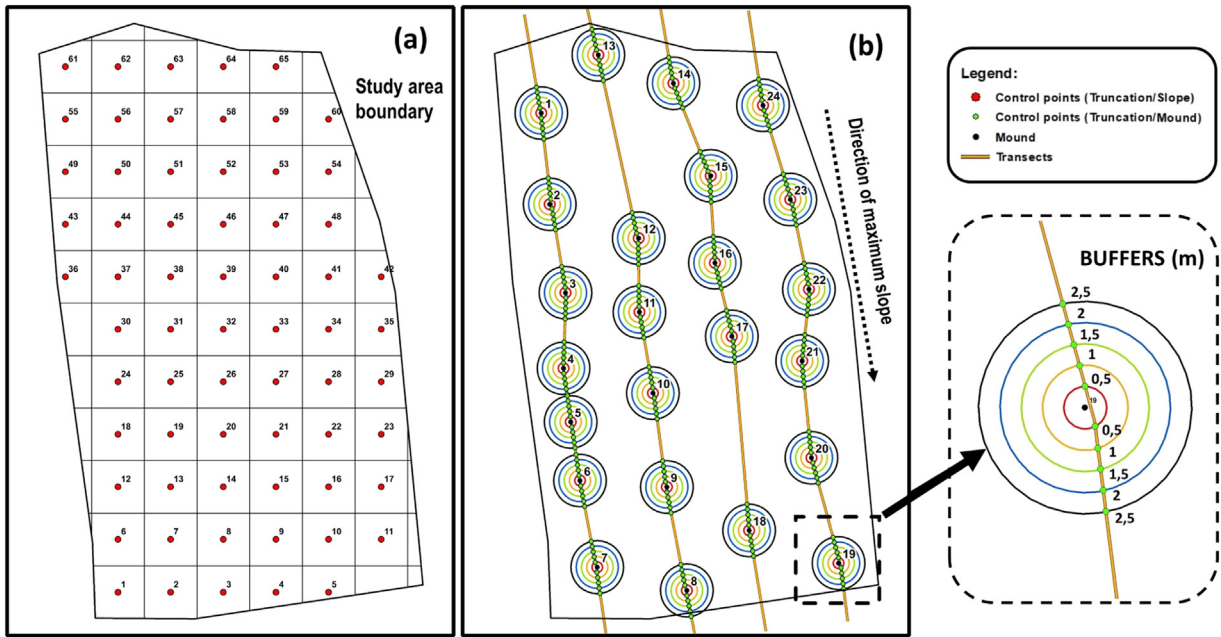 (a)
Study area
boundary
61 62 63 64 65
55 56 57 58 59 60
49 50 51 52 53 54
43 44 45 46 47 48
36 37 38 39 40 41 42
30 31 32 33 34 35
24 25 26 27 28 29
18 19 20 21 22 23
12 13 14 15 16 17
6 7 8 9 10 11
1 2 3 4 5
(b)
13
14
24
1
15
23
2
12
16
22
3
11
17
21
4
10
5
20
6
9
18
19
7
8
Direction of maximum slope
Legend:
Control points (Truncation/Slope)
Control points (Truncation/Mound)
Mound
Transects
BUFFERS (m)
2,5
2
1,5
1
0,5
19
0,5
1
1,5
2
2,5